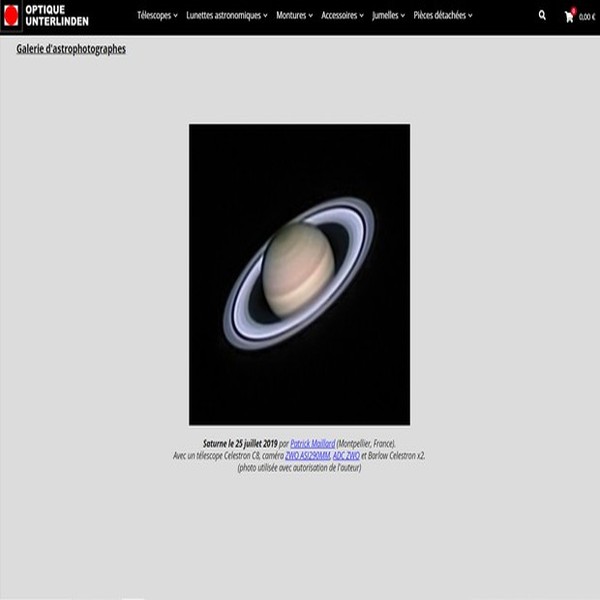 OPTIQUE
UNTERLINDEN
Télescopes Lunettes astronomiques Montures Accessoires Jumelles Pièces détachées 0,00 €
Galerie d'astrophotographes
Saturne le 25 juillet 2019 par Patrick Maillard (Montpellier, France).
Avec un télescope Celestron C8, caméra ZWO ASI290MM, ADC ZWO et Barlow Celestron x2.
(photo utilisée avec autorisation de l'auteur)